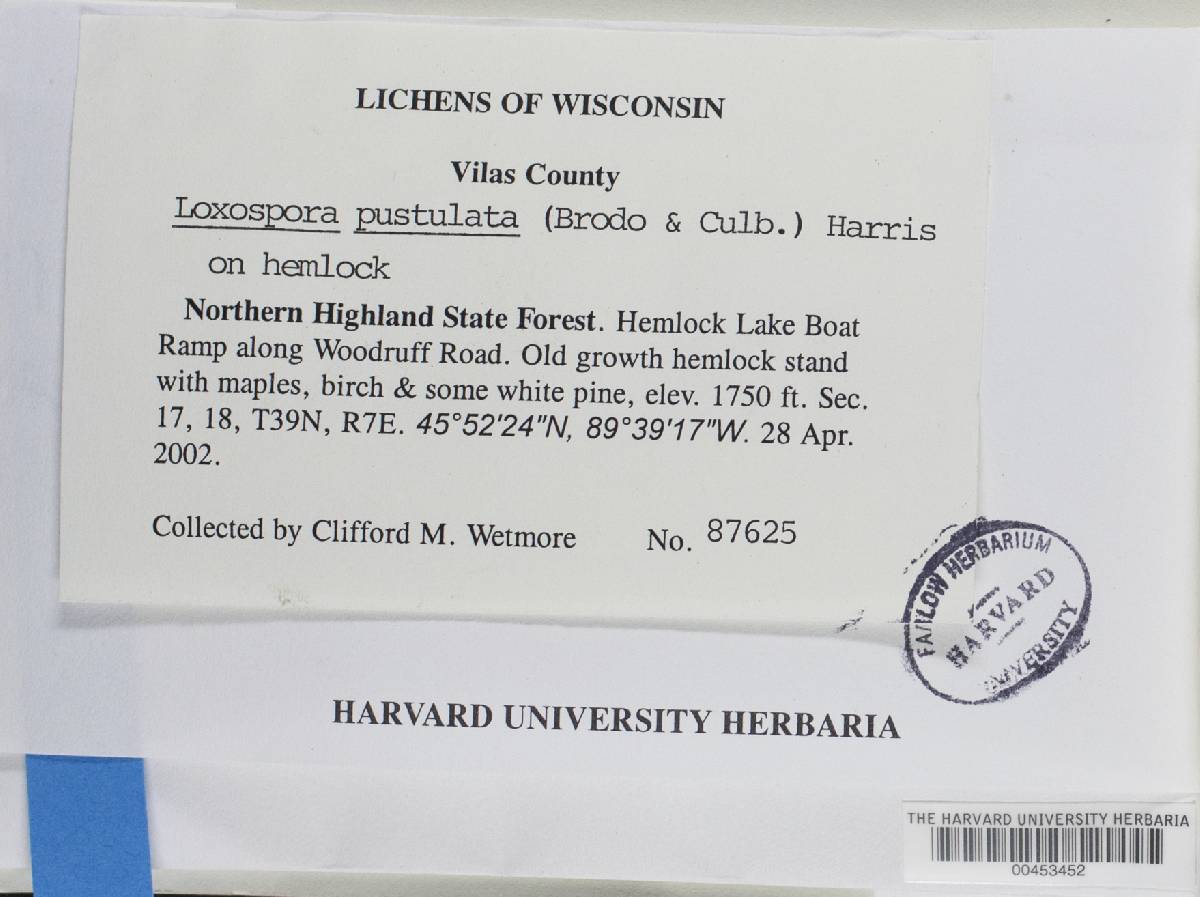 LICHENS OF WISCONSIN
Vilas County
Loxospora pustulata (Brodo & Culb.) Harris
on hemlock
Northern Highland State Forest. Hemlock Lake Boat
Ramp along Woodruff Road. Old growth hemlock stand
with maples, birch & some white pine, elev. 1750 ft. Sec.
17, 18, T39N, R7E. 45°52'24"N, 89°39'17"W. 28 Apr.
2002.
Collected by Clifford M. Wetmore No. 87625
FARLOW HERBARIUM
HARVARD
UNIVERSITY
HARVARD UNIVERSITY HERBARIA
THE HARVARD UNIVERSITY HERBARIA
00453452